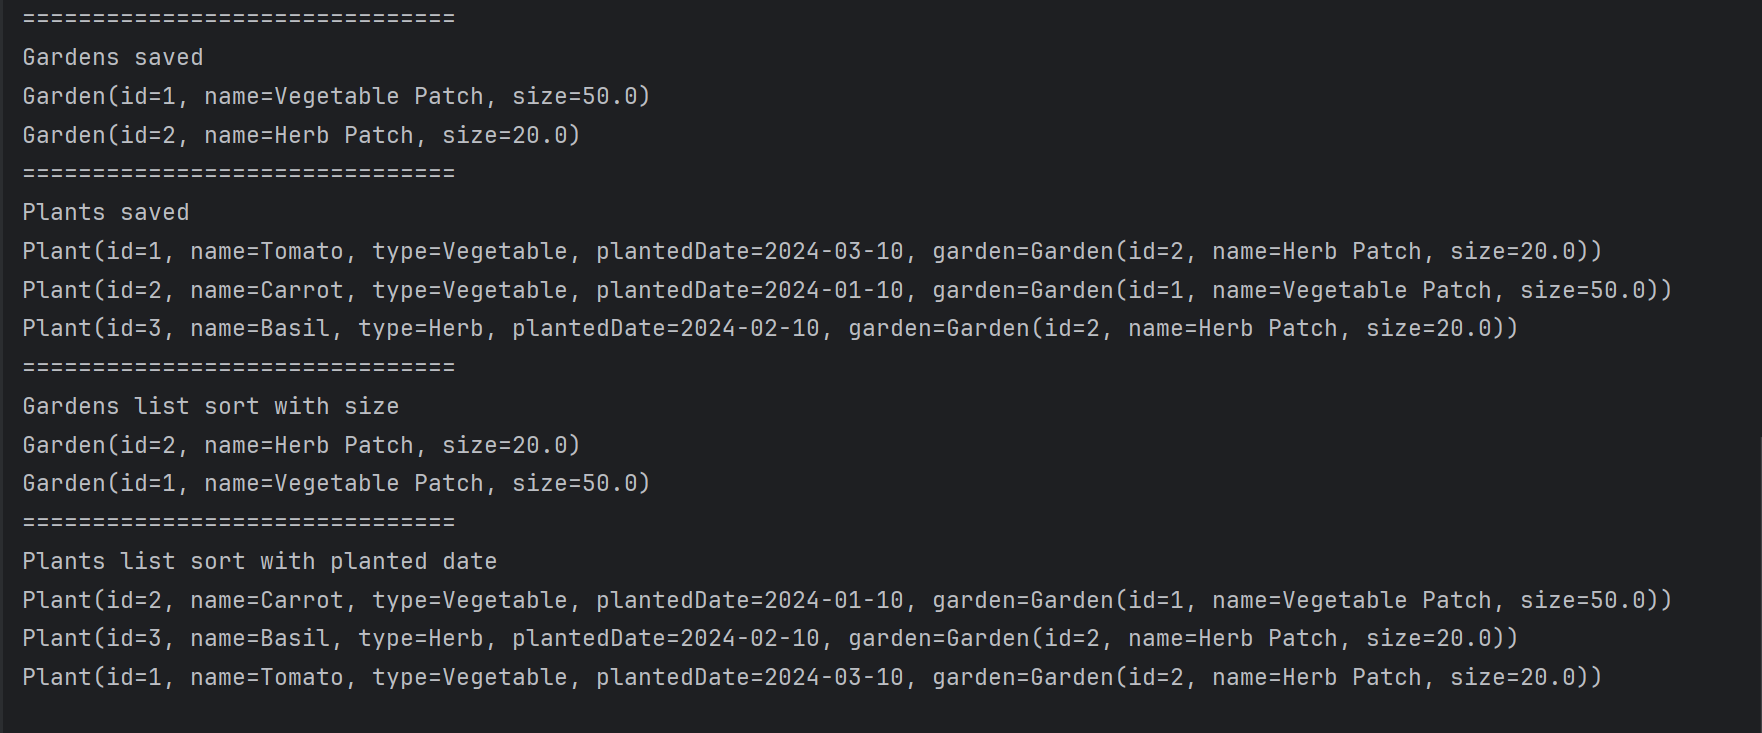 ===============================
Gardens saved
Garden(id=1, name=Vegetable Patch, size=50.0)
Garden(id=2, name=Herb Patch, size=20.0)
===============================
Plants saved
Plant(id=1, name=Tomato, type=Vegetable, plantedDate=2024-03-10, garden=Garden(id=2, name=Herb Patch, size=20.0))
Plant(id=2, name=Carrot, type=Vegetable, plantedDate=2024-01-10, garden=Garden(id=1, name=Vegetable Patch, size=50.0))
Plant(id=3, name=Basil, type=Herb, plantedDate=2024-02-10, garden=Garden(id=2, name=Herb Patch, size=20.0))
===============================
Gardens list sort with size
Garden(id=2, name=Herb Patch, size=20.0)
Garden(id=1, name=Vegetable Patch, size=50.0)
===============================
Plants list sort with planted date
Plant(id=2, name=Carrot, type=Vegetable, plantedDate=2024-01-10, garden=Garden(id=1, name=Vegetable Patch, size=50.0))
Plant(id=3, name=Basil, type=Herb, plantedDate=2024-02-10, garden=Garden(id=2, name=Herb Patch, size=20.0))
Plant(id=1, name=Tomato, type=Vegetable, plantedDate=2024-03-10, garden=Garden(id=2, name=Herb Patch, size=20.0))